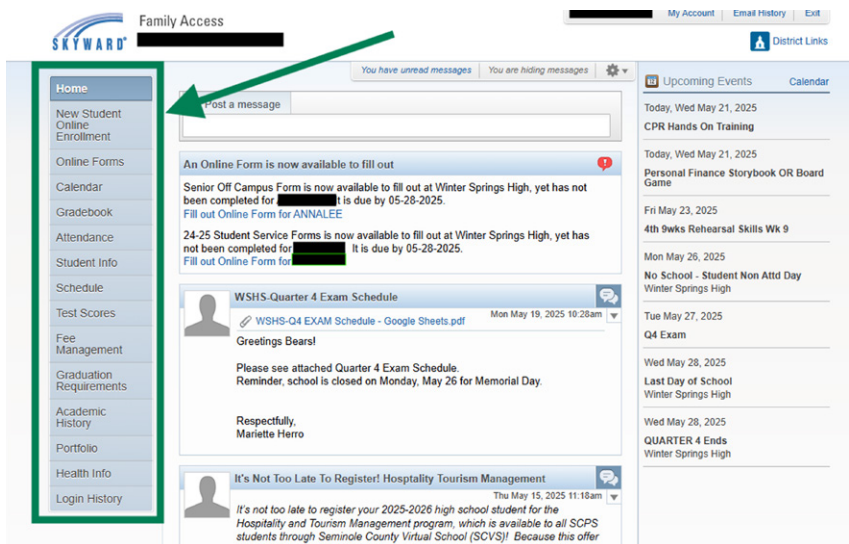 SKYWARD®
Family Access
My Account Email History Exit
District Links
You have unread messages You are hiding messages
Home
New Student
Online
Enrollment
Online Forms
Calendar
Gradebook
Attendance
Student Info
Schedule
Test Scores
Fee
Management
Graduation
Requirements
Academic
History
Portfolio
Health Info
Login History
Post a message
An Online Form is now available to fill out
Senior Off Campus Form is now available to fill out at Winter Springs High, yet has not
been completed for It is due by 05-28-2025.
Fill out Online Form for ANNALEE
24-25 Student Service Forms is now available to fill out at Winter Springs High, yet has
not been completed for It is due by 05-28-2025.
Fill out Online Form for
WSHS-Quarter 4 Exam Schedule
Mon May 19, 2025 10:28am
WSHS-Q4 EXAM Schedule - Google Sheets.pdf
Greetings Bears!
Please see attached Quarter 4 Exam Schedule.
Reminder, school is closed on Monday, May 26 for Memorial Day.
Respectfully,
Mariette Herro
It's Not Too Late To Register! Hosptality Tourism Management
Thu May 15, 2025 11:18am
It's not too late to register your 2025-2026 high school student for the
Hospitality and Tourism Management program, which is available to all SCPS
students through Seminole County Virtual School (SCVS)! Because this offer
Upcoming Events Calendar
Today, Wed May 21, 2025
CPR Hands On Training
Today, Wed May 21, 2025
Personal Finance Storybook OR Board
Game
Fri May 23, 2025
4th 9wks Rehearsal Skills Wk 9
Mon May 26, 2025
No School - Student Non Attd Day
Winter Springs High
Tue May 27, 2025
Q4 Exam
Wed May 28, 2025
Last Day of School
Winter Springs High
Wed May 28, 2025
QUARTER 4 Ends
Winter Springs High